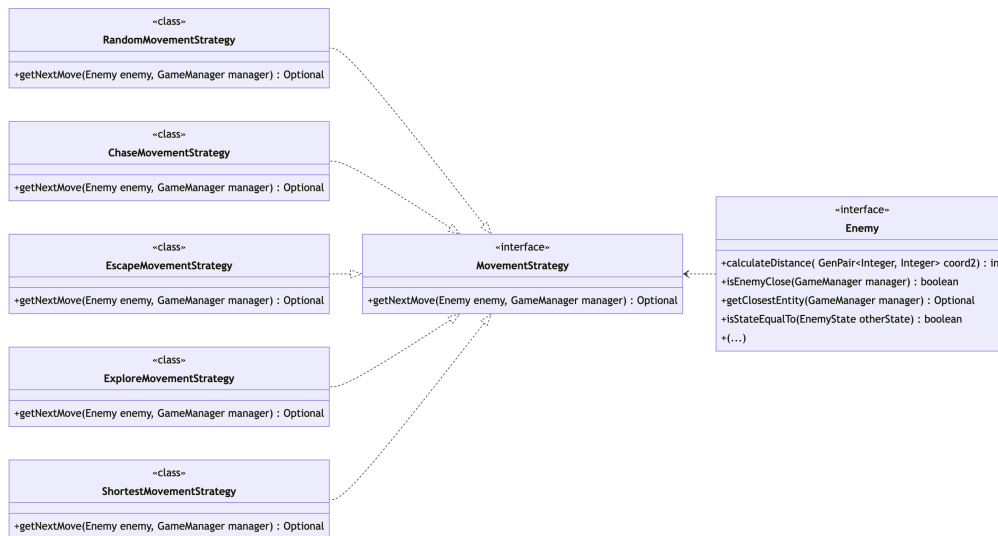 «class»
RandomMovementStrategy
+getNextMove(Enemy enemy, GameManager manager) : Optional
«class»
ChaseMovementStrategy
+getNextMove(Enemy enemy, GameManager manager) : Optional
«class»
EscapeMovementStrategy
+getNextMove(Enemy enemy, GameManager manager) : Optional
«class»
ExploreMovementStrategy
+getNextMove(Enemy enemy, GameManager manager) : Optional
«class»
ShortestMovementStrategy
+getNextMove(Enemy enemy, GameManager manager) : Optional
«interface»
MovementStrategy
+getNextMove(Enemy enemy, GameManager manager) : Optional
«interface»
Enemy
+calculateDistance( GenPair<Integer, Integer> coord2) : in
+isEnemyClose(GameManager manager) : boolean
+getClosestEntity(GameManager manager) : Optional
+isStateEqualTo(EnemyState otherState) : boolean
+(...)